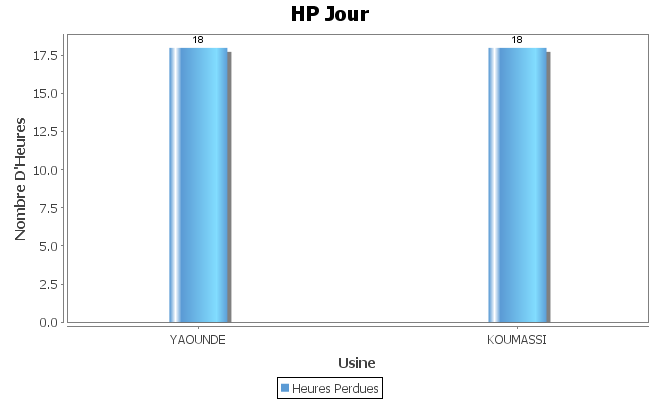 HP Jour
18
18
17.5
15.0
12.5
10.0
7.5
5.0
2.5
0.0
Nombre D'Heures
YAOUNDE
KOUMASSI
Usine
Heures Perdues